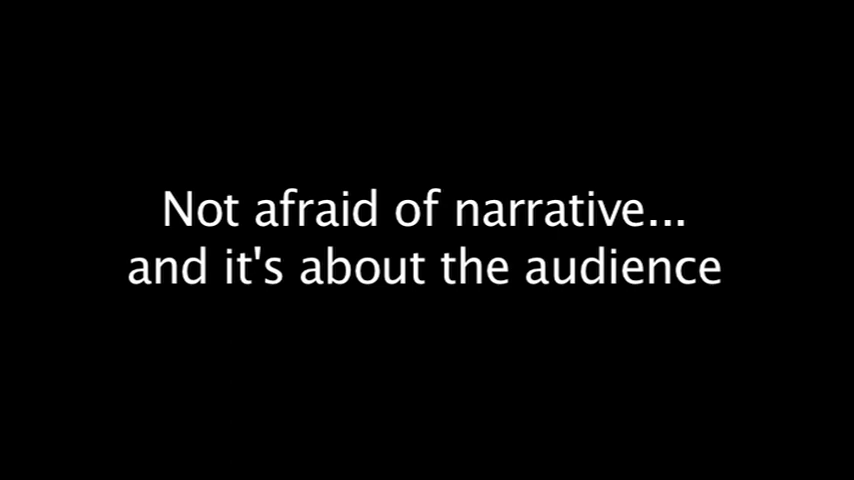 Not afraid of narrative...
and it's about the audience